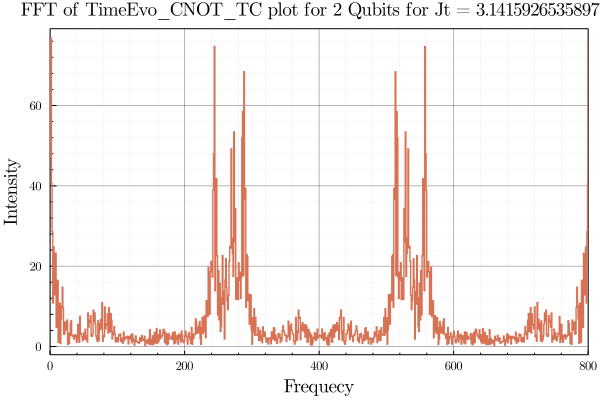 FFT of TimeEvo_CNOT_TC plot for 2 Qubits for Jt = 3.1415926535897
Intensity
60
40
20
0
0 200 400 600 800
Frequecy